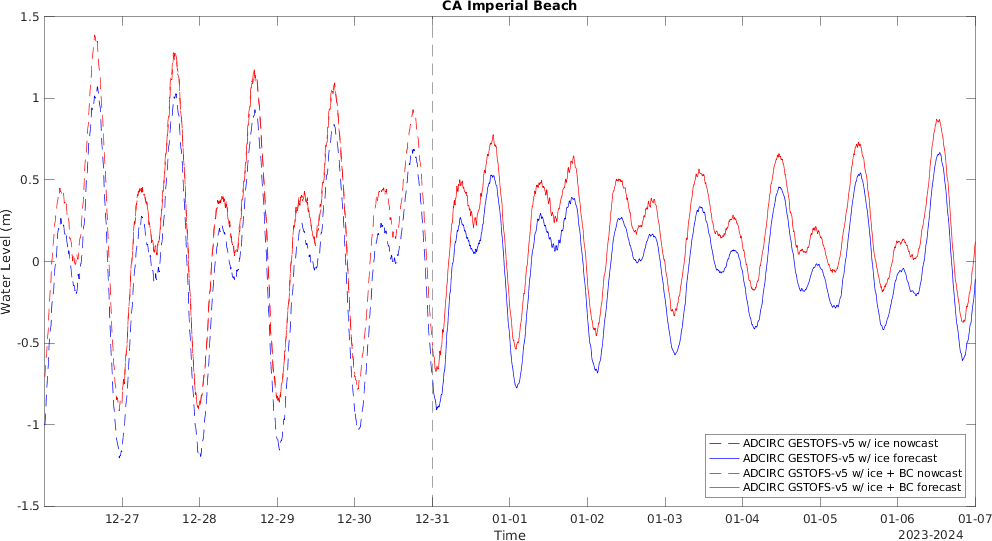 CA Imperial Beach
Water Level (m)
1.5
1
0.5
0
-0.5
-1
-1.5
12-27 12-28 12-29 12-30 12-31 01-01 01-02 01-03 01-04 01-05 01-06 01-07
Time
2023-2024
ADCIRC GESTOFS-v5 w/ ice nowcast
ADCIRC GESTOFS-v5 w/ ice forecast
ADCIRC GSTOFS-v5 w/ ice + BC nowcast
ADCIRC GSTOFS-v5 w/ ice + BC forecast